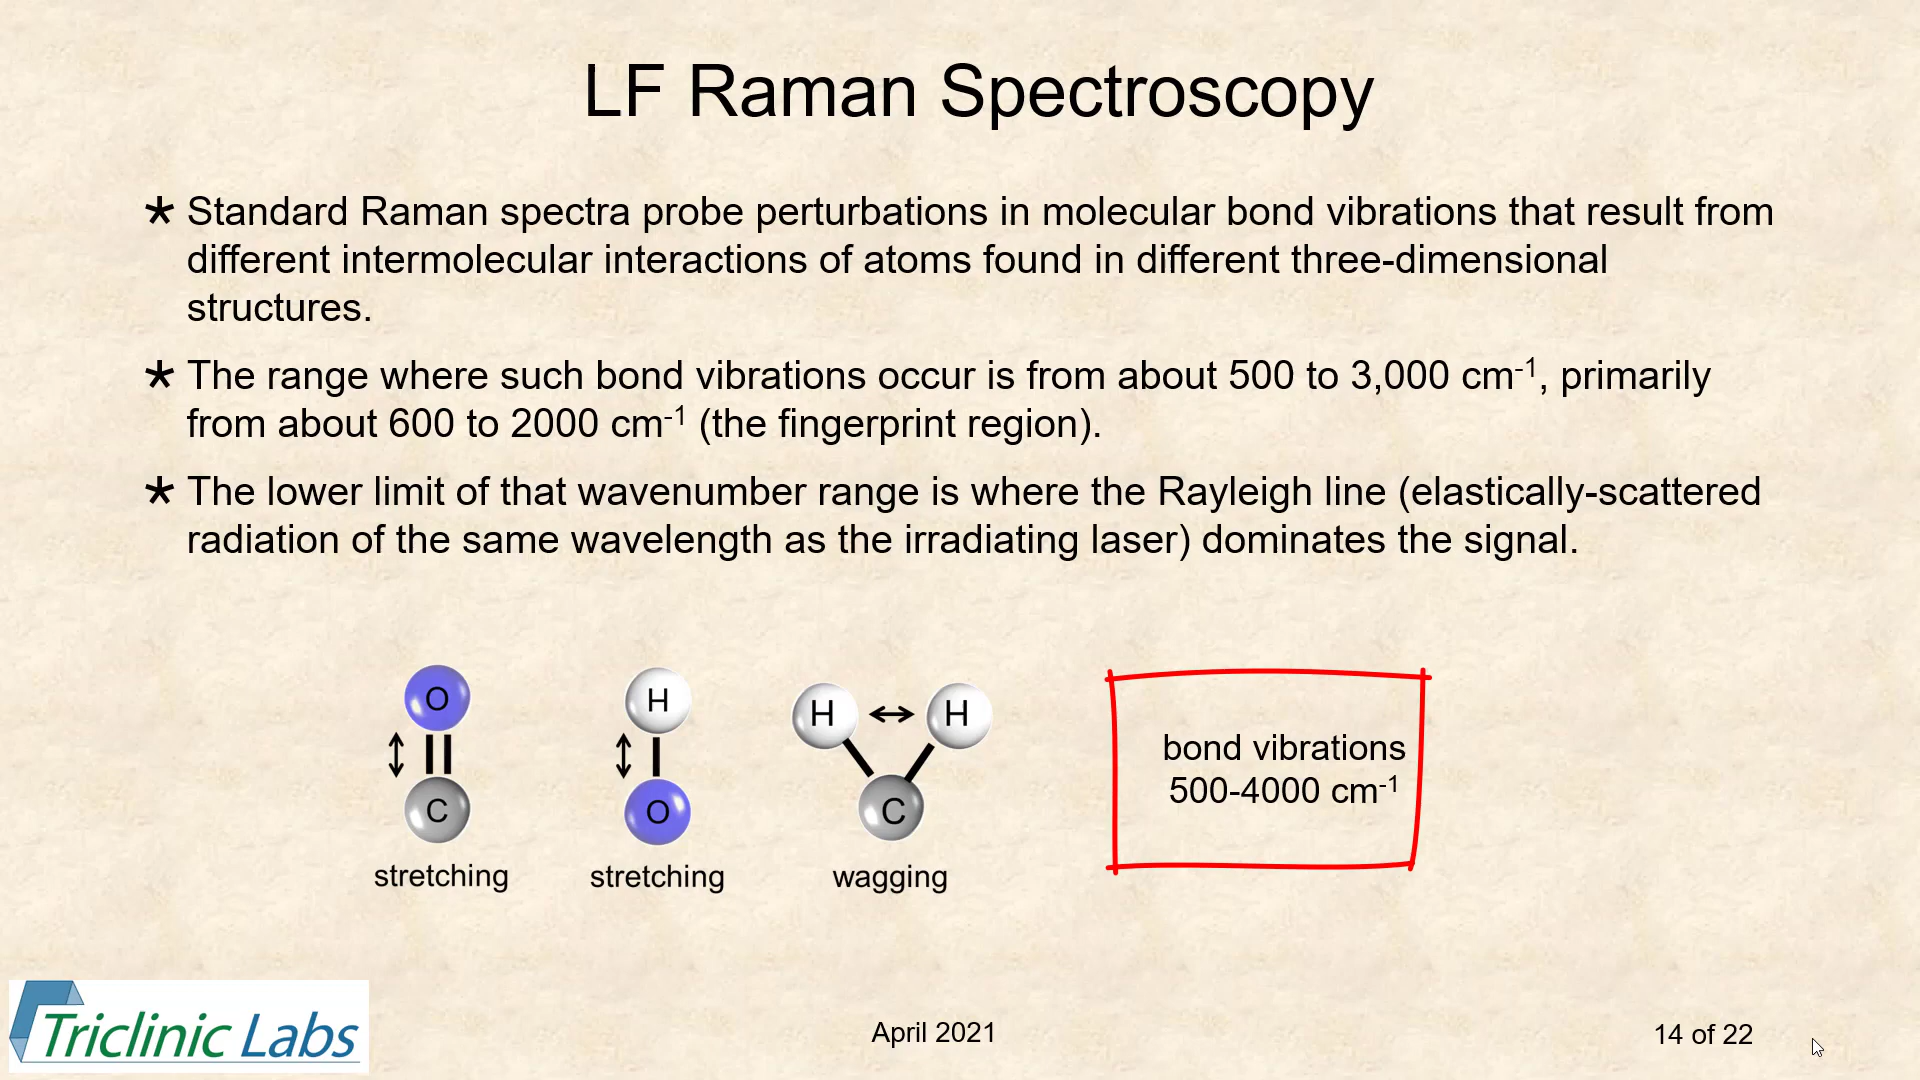 LF Raman Spectroscopy
* Standard Raman spectra probe perturbations in molecular bond vibrations that result from
different intermolecular interactions of atoms found in different three-dimensional
structures.
* The range where such bond vibrations occur is from about 500 to 3,000 cm⁻¹, primarily
from about 600 to 2000 cm⁻¹ (the fingerprint region).
* The lower limit of that wavenumber range is where the Rayleigh line (elastically-scattered
radiation of the same wavelength as the irradiating laser) dominates the signal.
O H H H
C O C
stretching stretching wagging
bond vibrations
500-4000 cm⁻¹
Triclinic Labs
April 2021
14 of 22